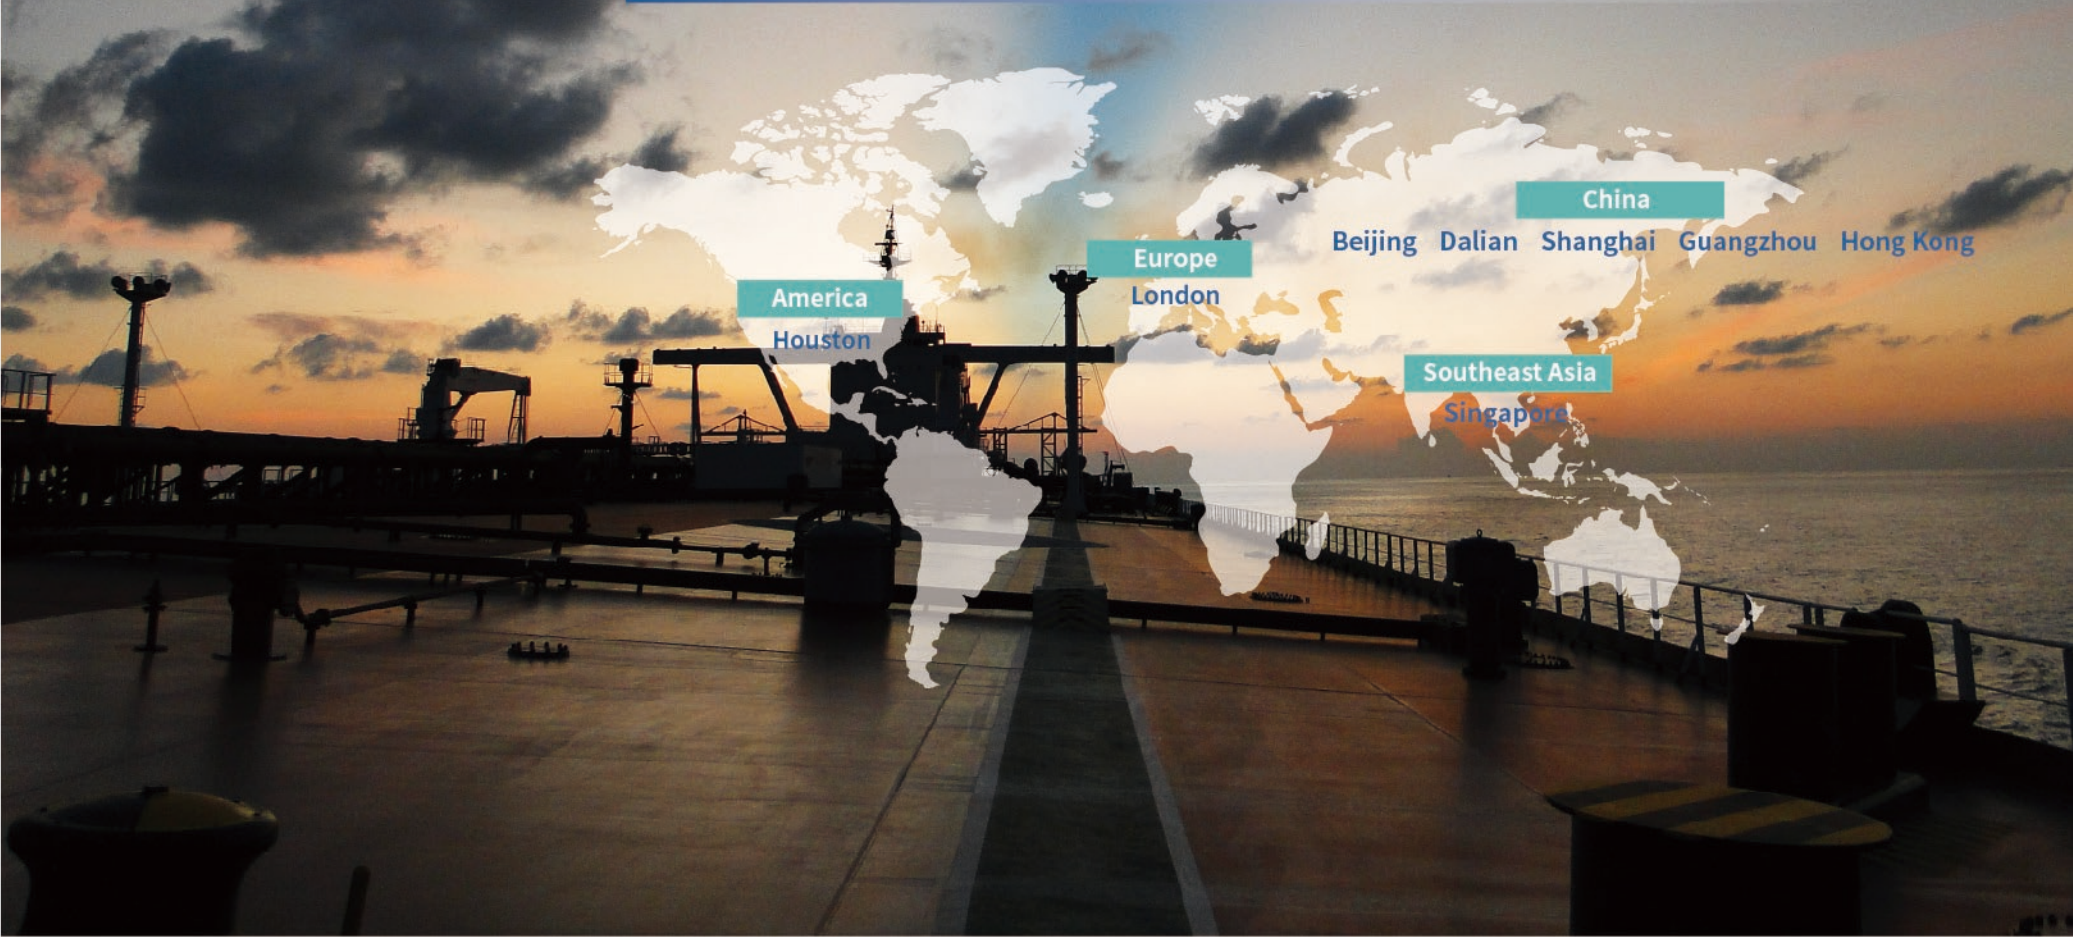 China
Beijing Dalian Shanghai Guangzhou Hong Kong
Europe
London
America
Houston
Southeast Asia
Singapore